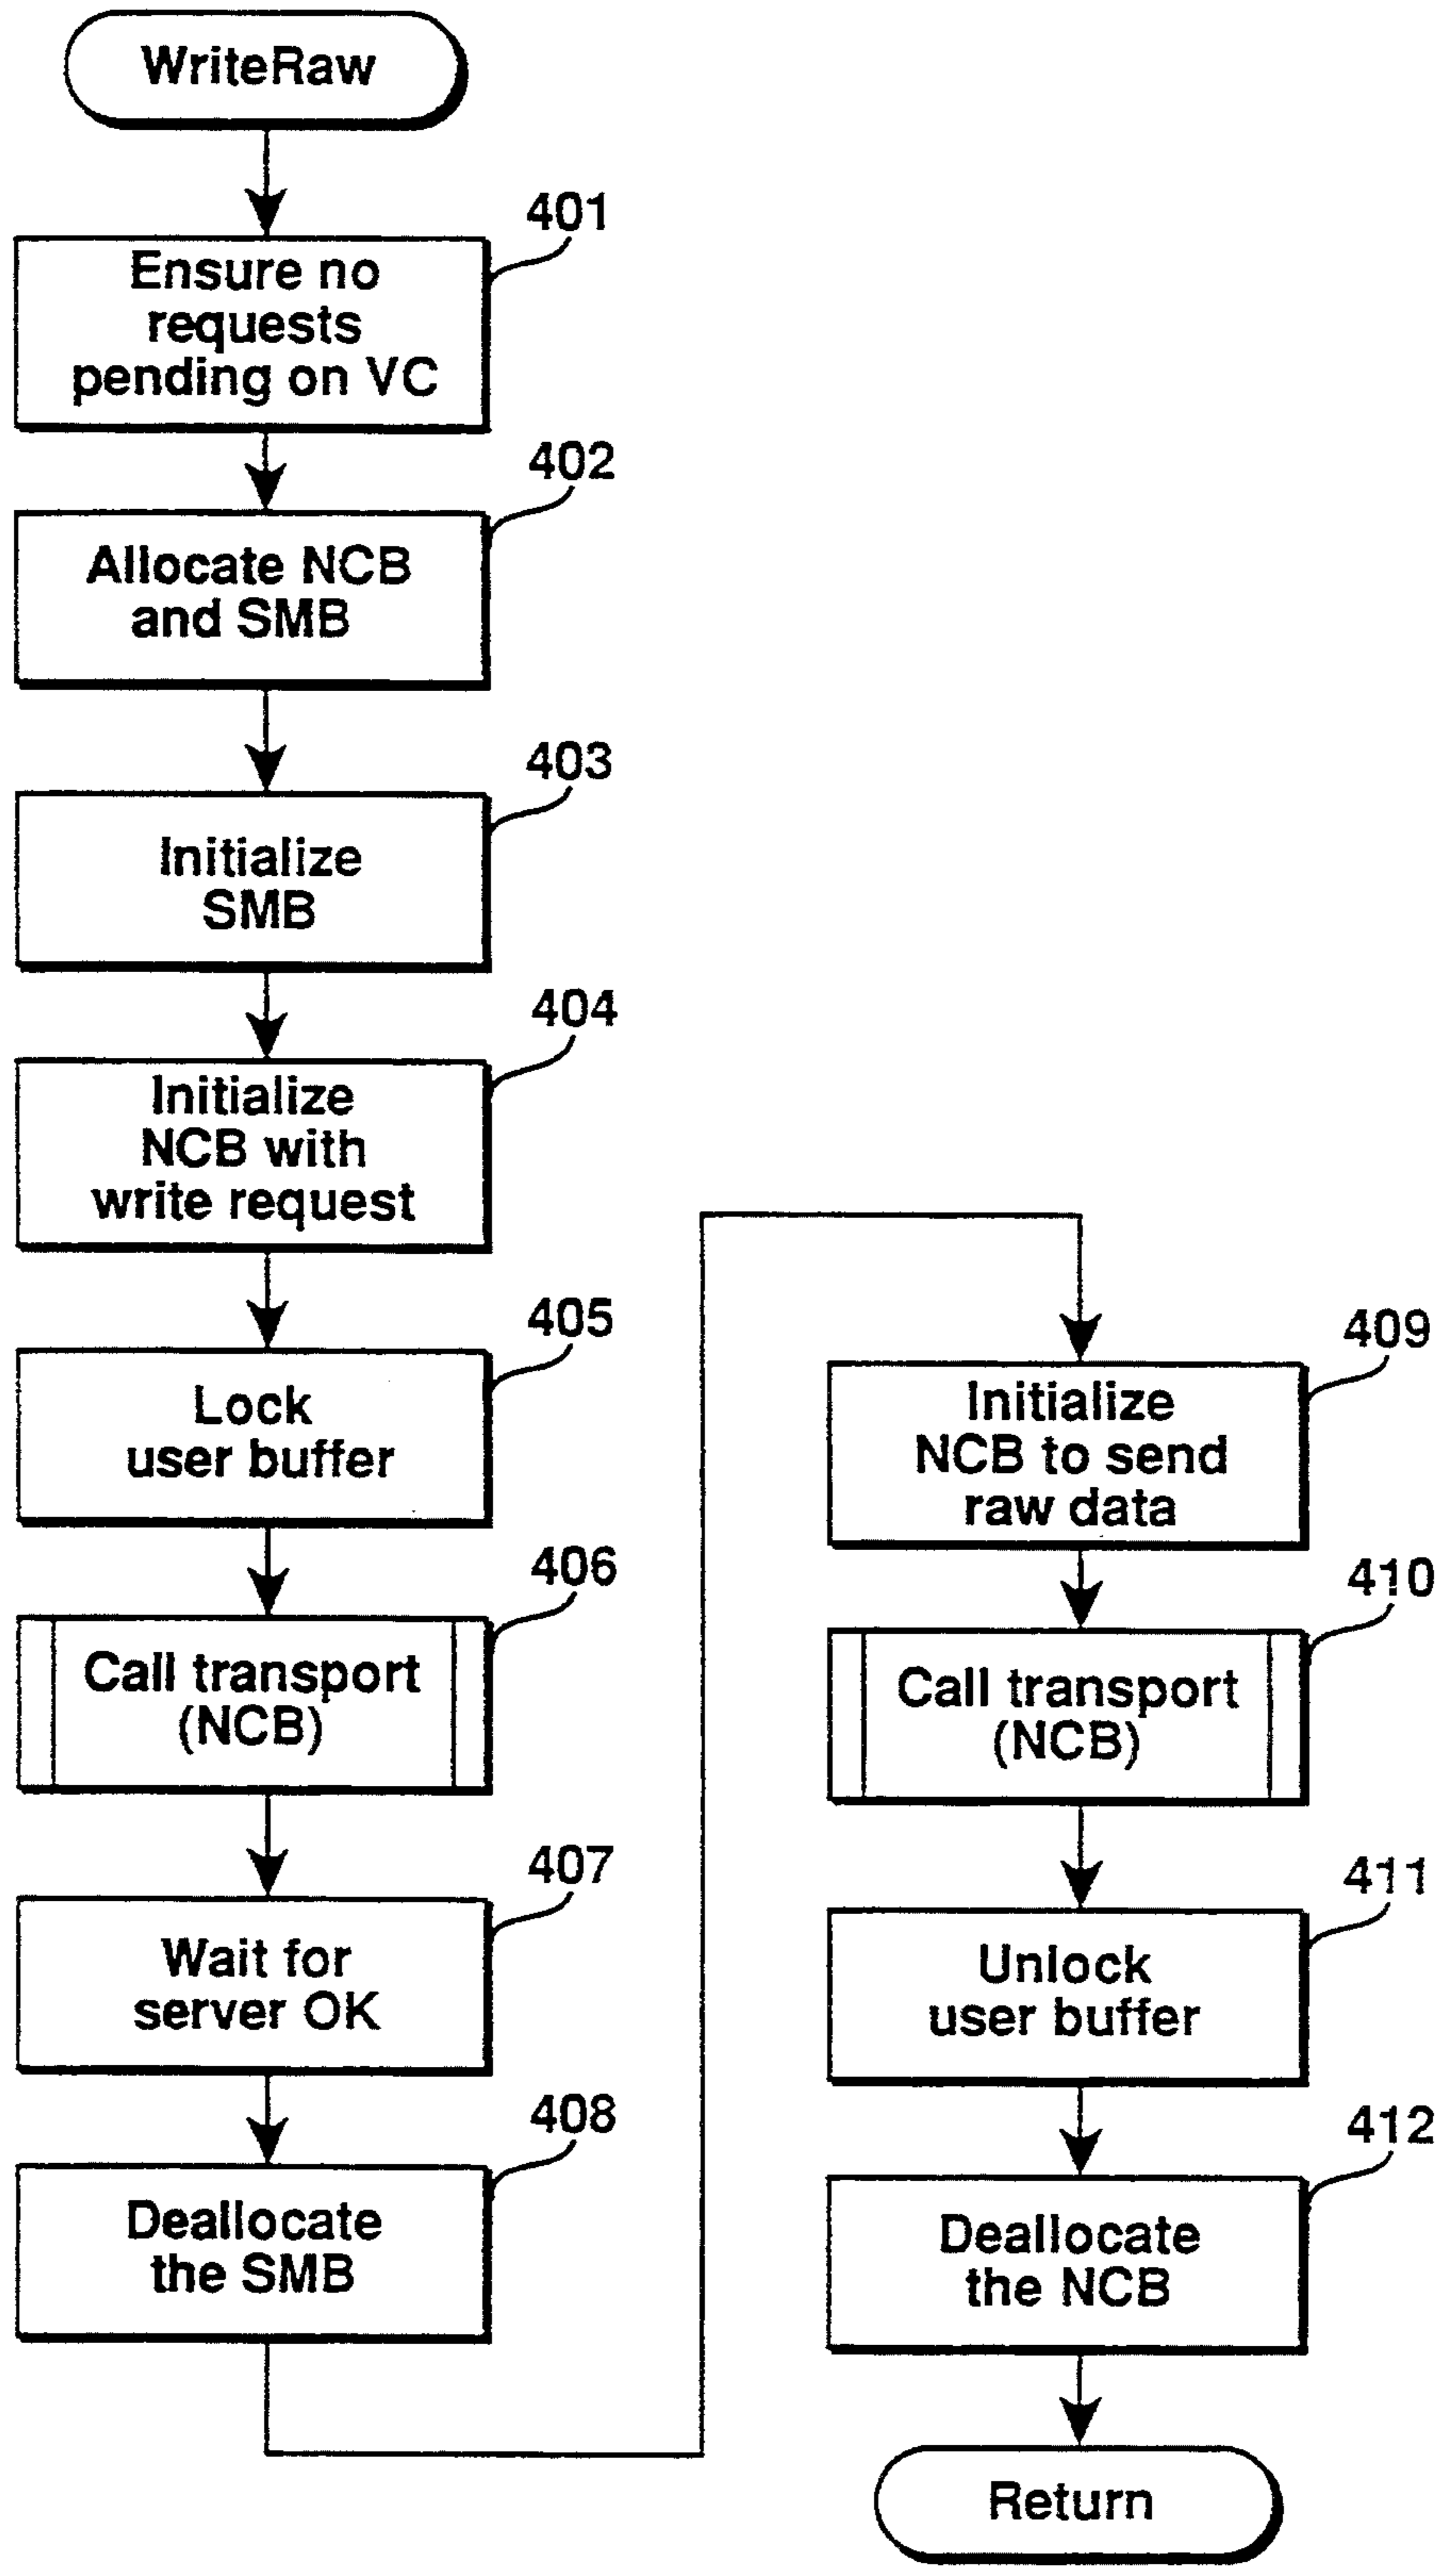 WriteRaw
401
Ensure no
requests
pending on VC
402
Allocate NCB
and SMB
403
Initialize
SMB
404
Initialize
NCB with
write request
405
Lock
user buffer
406
Call transport
(NCB)
407
Wait for
server OK
408
Deallocate
the SMB
409
Initialize
NCB to send
raw data
410
Call transport
(NCB)
411
Unlock
user buffer
412
Deallocate
the NCB
Return